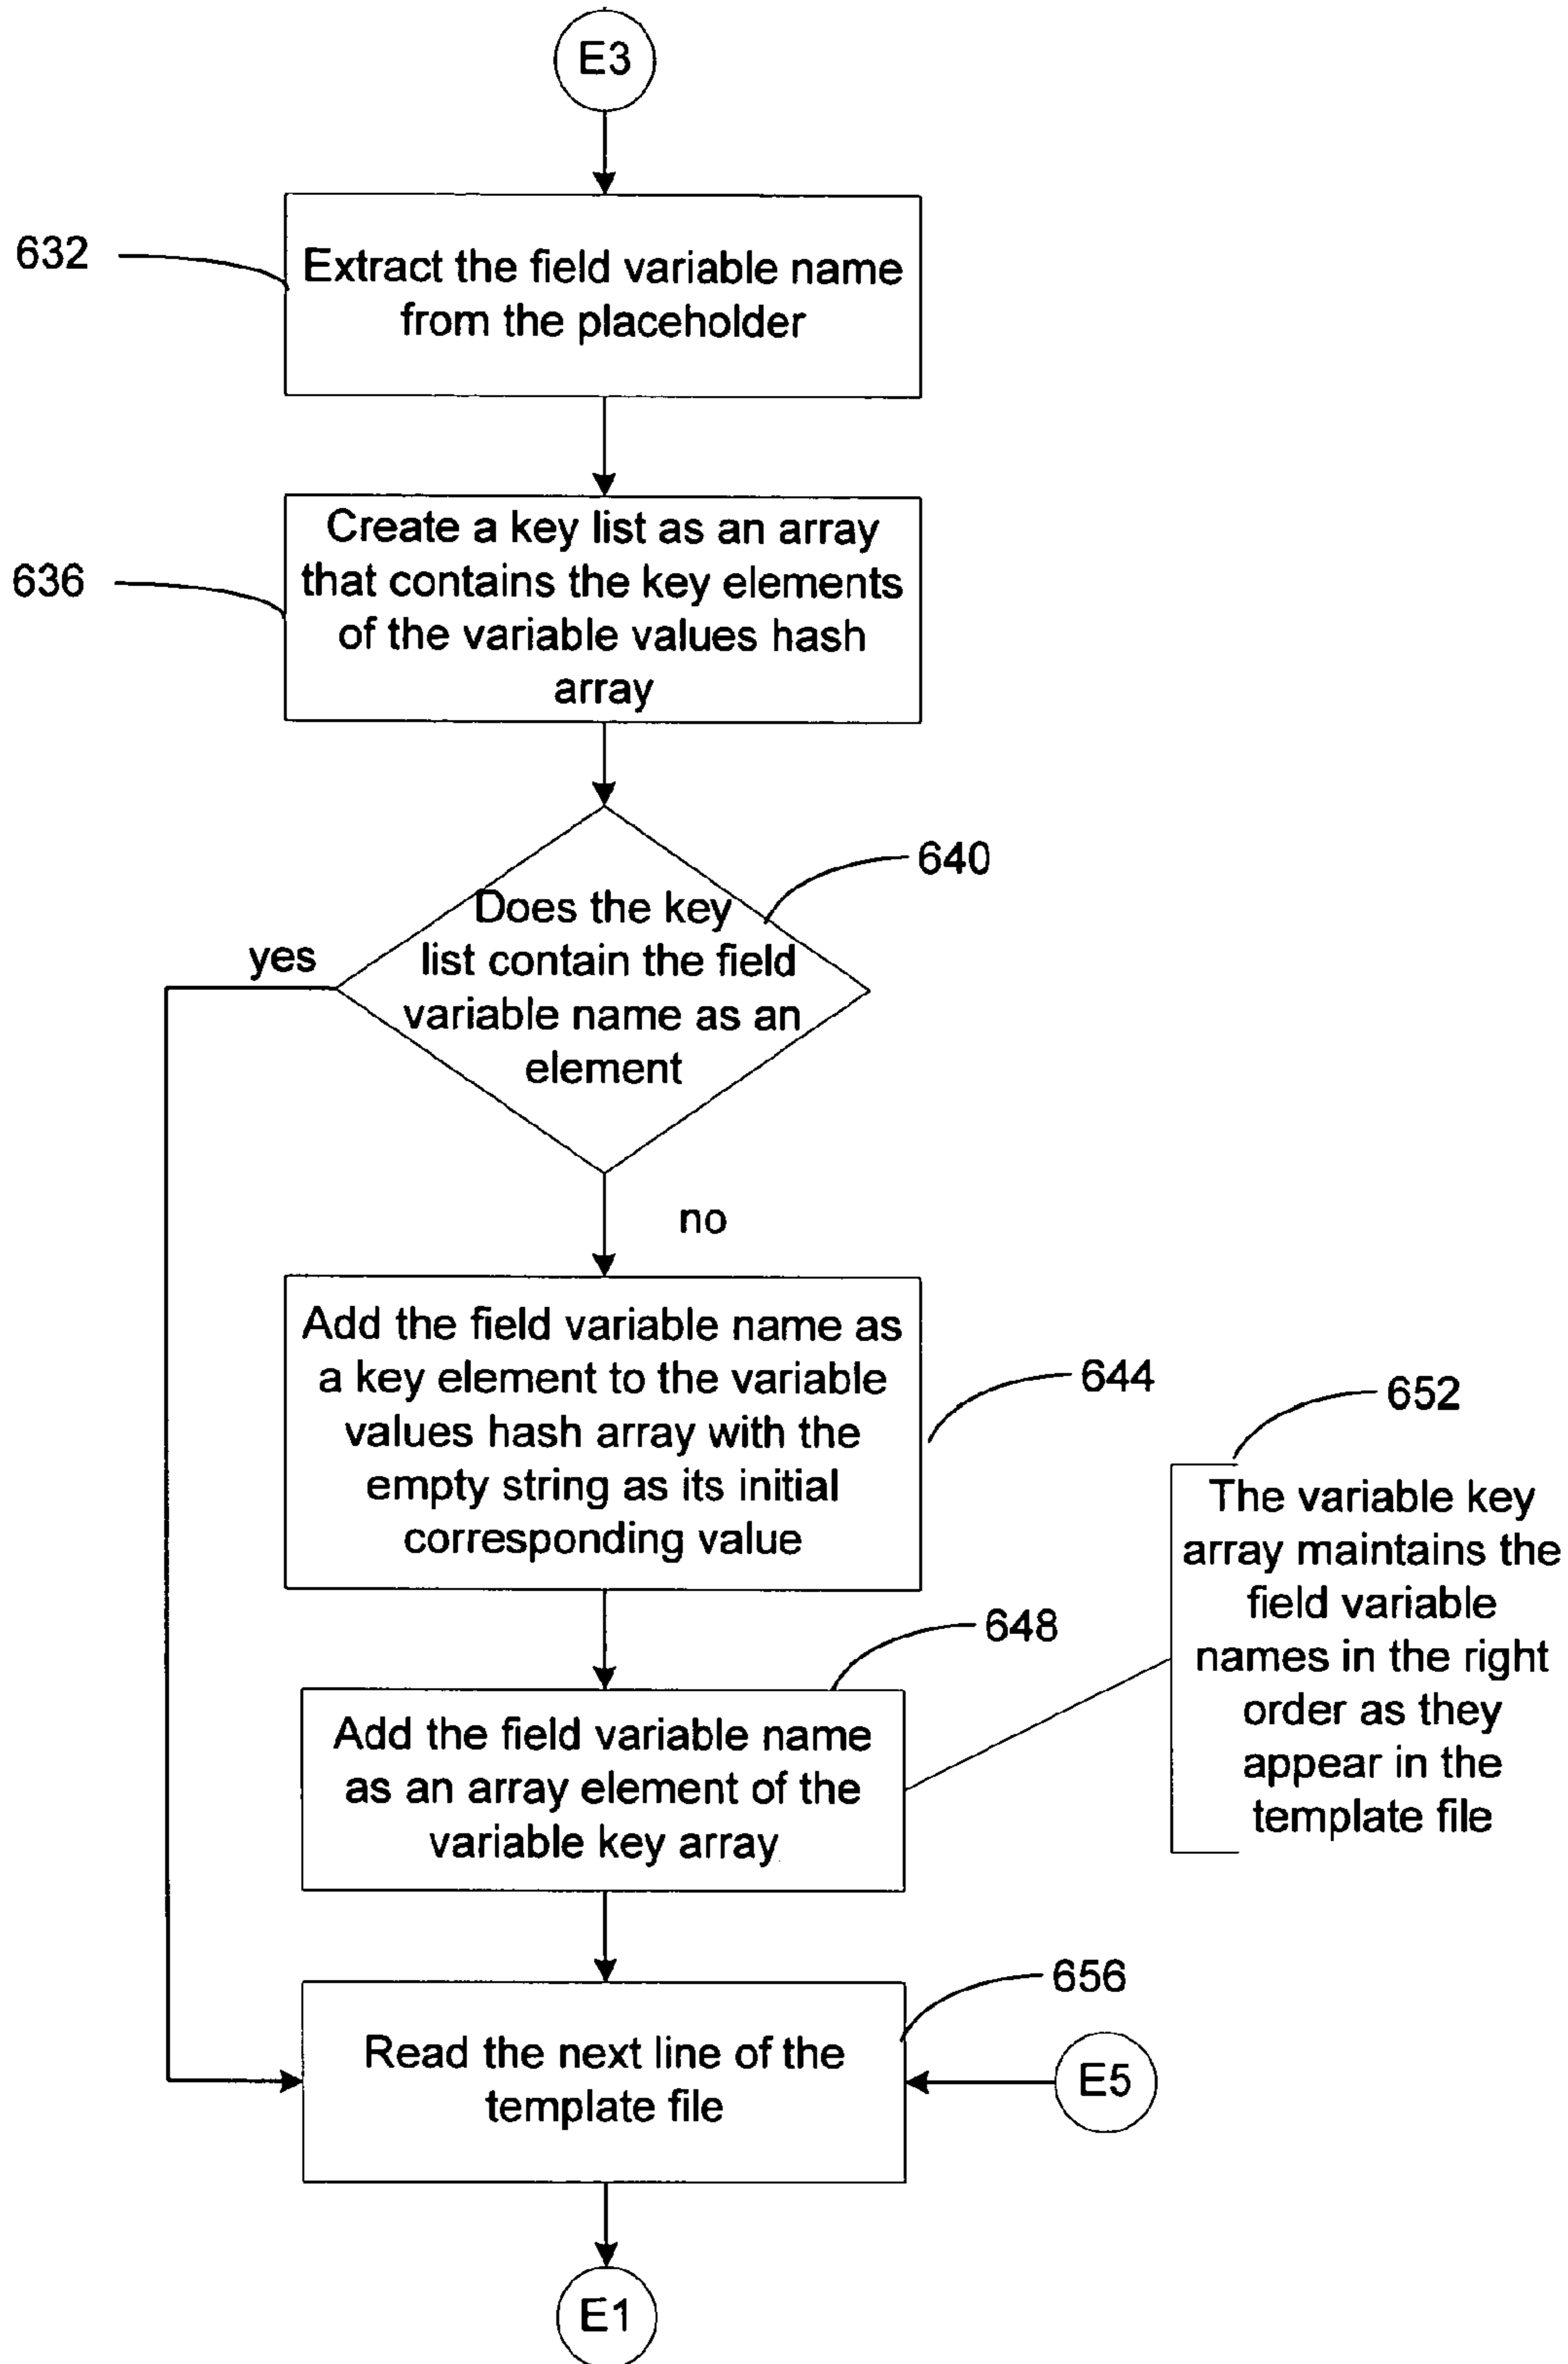 E3
632
Extract the field variable name
from the placeholder
636
Create a key list as an array
that contains the key elements
of the variable values hash
array
640
Does the key
list contain the field
variable name as an
element
yes
no
Add the field variable name as
a key element to the variable
values hash array with the
empty string as its initial
corresponding value
644
652
The variable key
array maintains the
field variable
names in the right
order as they
appear in the
template file
648
Add the field variable name
as an array element of the
variable key array
656
Read the next line of the
template file
E5
E1